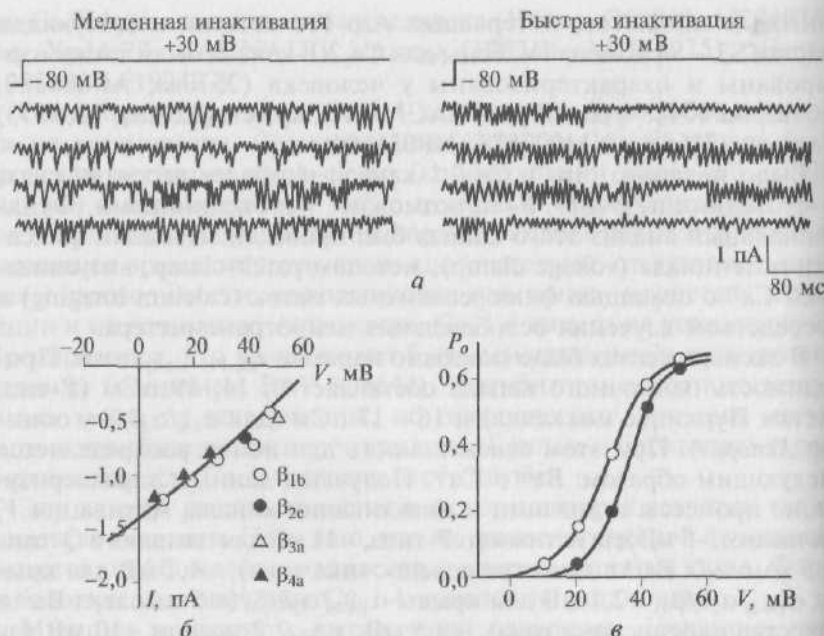 Медленная инактивация
Быстрая инактивация
+30 мВ
+30 мВ
−80 мВ
−80 мВ
1 пА
80 мс
а
−20 0 20 40 60
V, мВ
−0,5
−1,0
−1,5
−2,0
I, пА
β1b
β2e
β3a
β4a
б
Po
0,6
0,4
0,2
0,0
0 20 40 60
V, мВ
в